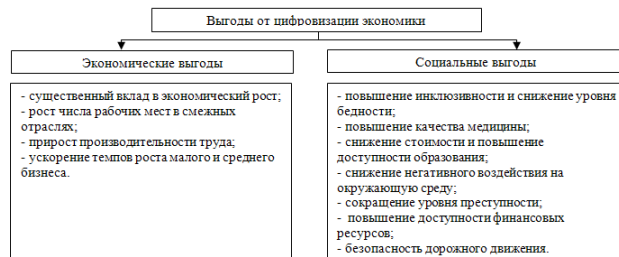 Выгоды от цифровизации экономики
Экономические выгоды
- существенный вклад в экономический рост;
- рост числа рабочих мест в смежных
отраслях;
- прирост производительности труда;
- ускорение темпов роста малого и среднего
бизнеса.
Социальные выгоды
- повышение инклюзивности и снижение уровня
бедности;
- повышение качества медицины;
- снижение стоимости и повышение
доступности образования;
- снижение негативного воздействия на
окружающую среду;
- сокращение уровня преступности;
- повышение доступности финансовых
ресурсов;
- безопасность дорожного движения.